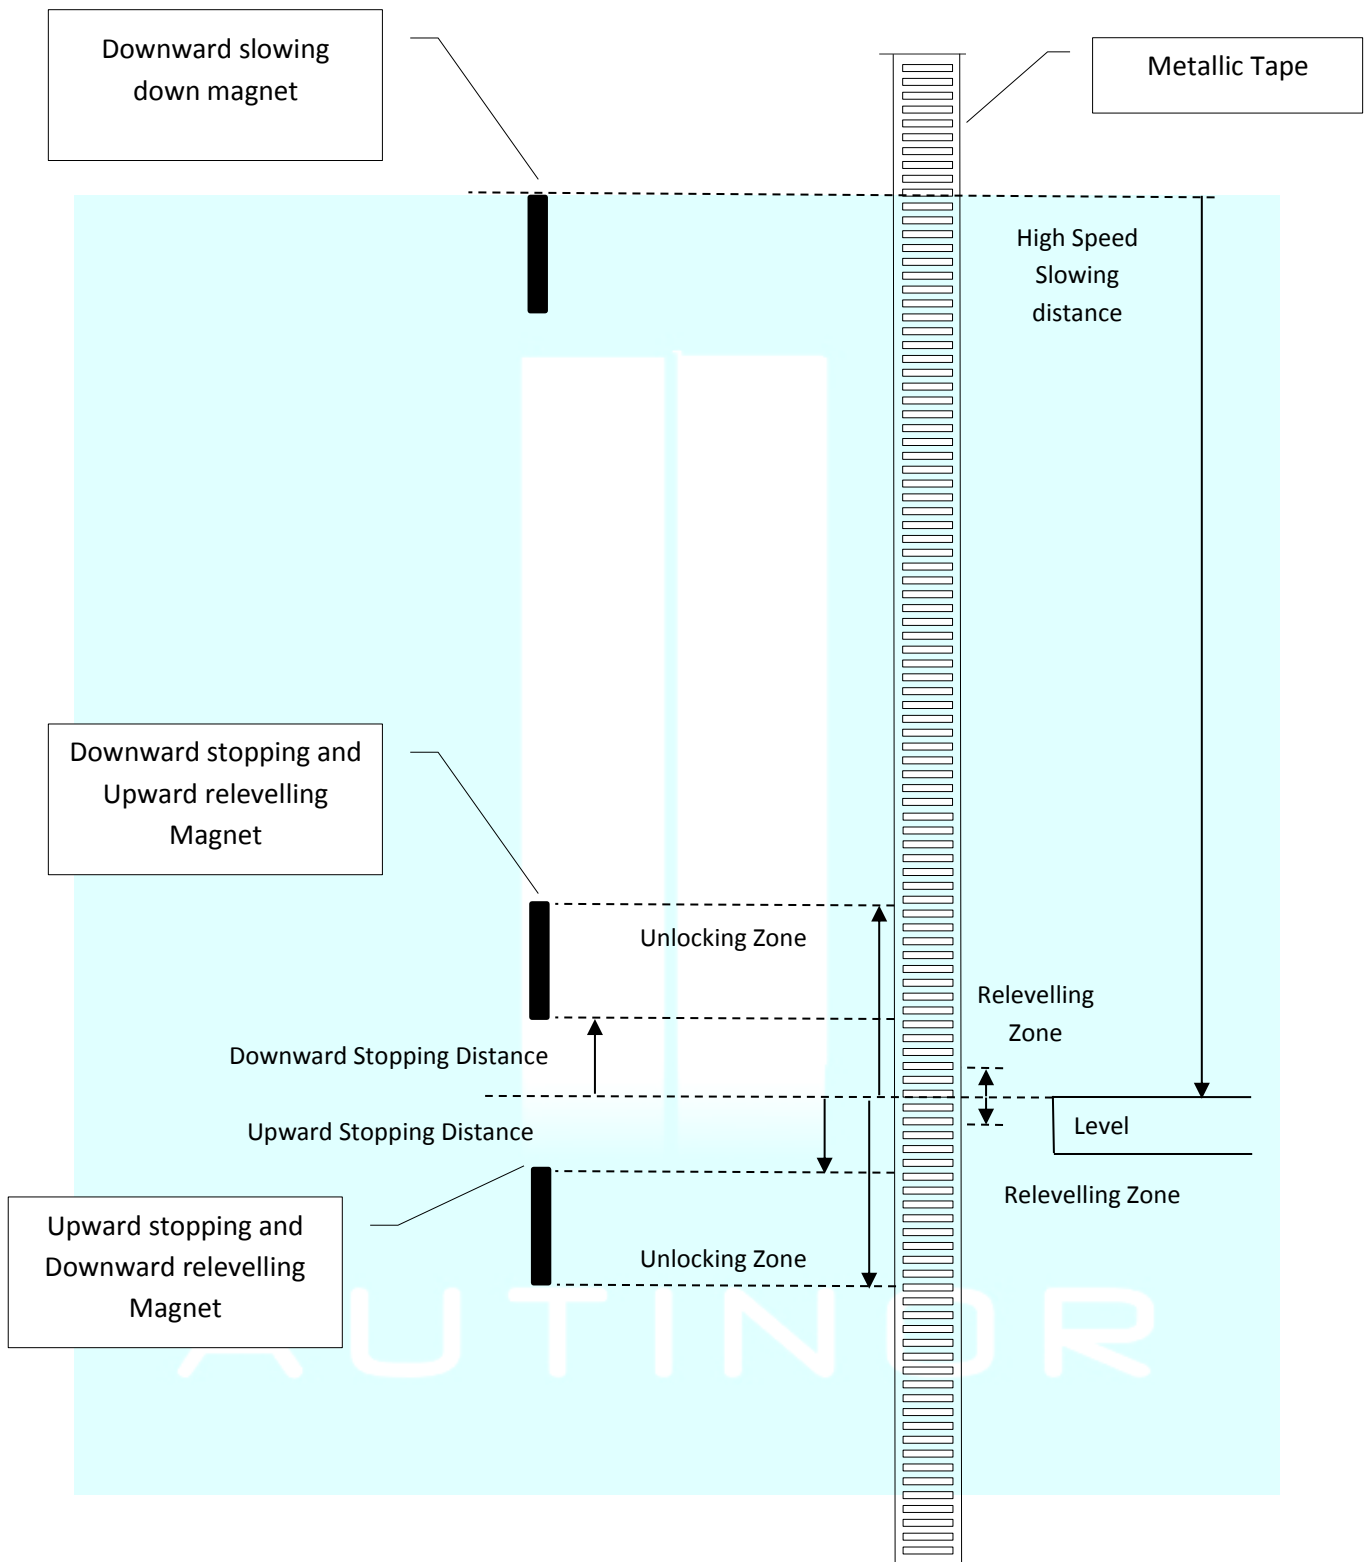 Downward slowing
down magnet
Metallic Tape
High Speed
Slowing
distance
Downward stopping and
Upward relevelling
Magnet
Unlocking Zone
Relevelling
Zone
Downward Stopping Distance
Upward Stopping Distance
Level
Relevelling Zone
Upward stopping and
Downward relevelling
Magnet
Unlocking Zone
AUTINOR